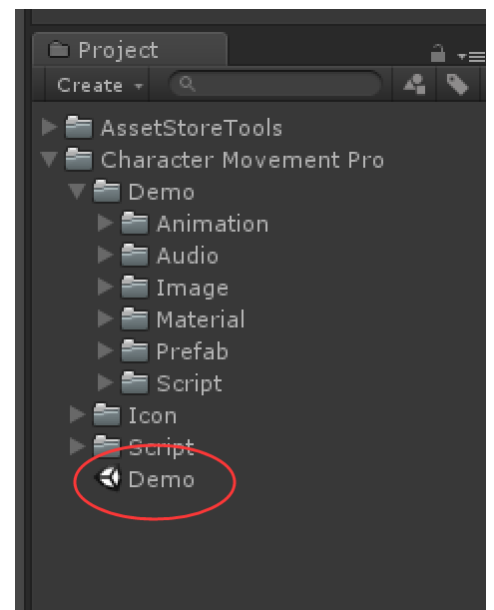 Project
Create
AssetStoreTools
Character Movement Pro
Demo
Animation
Audio
Image
Material
Prefab
Script
Icon
Script
Demo